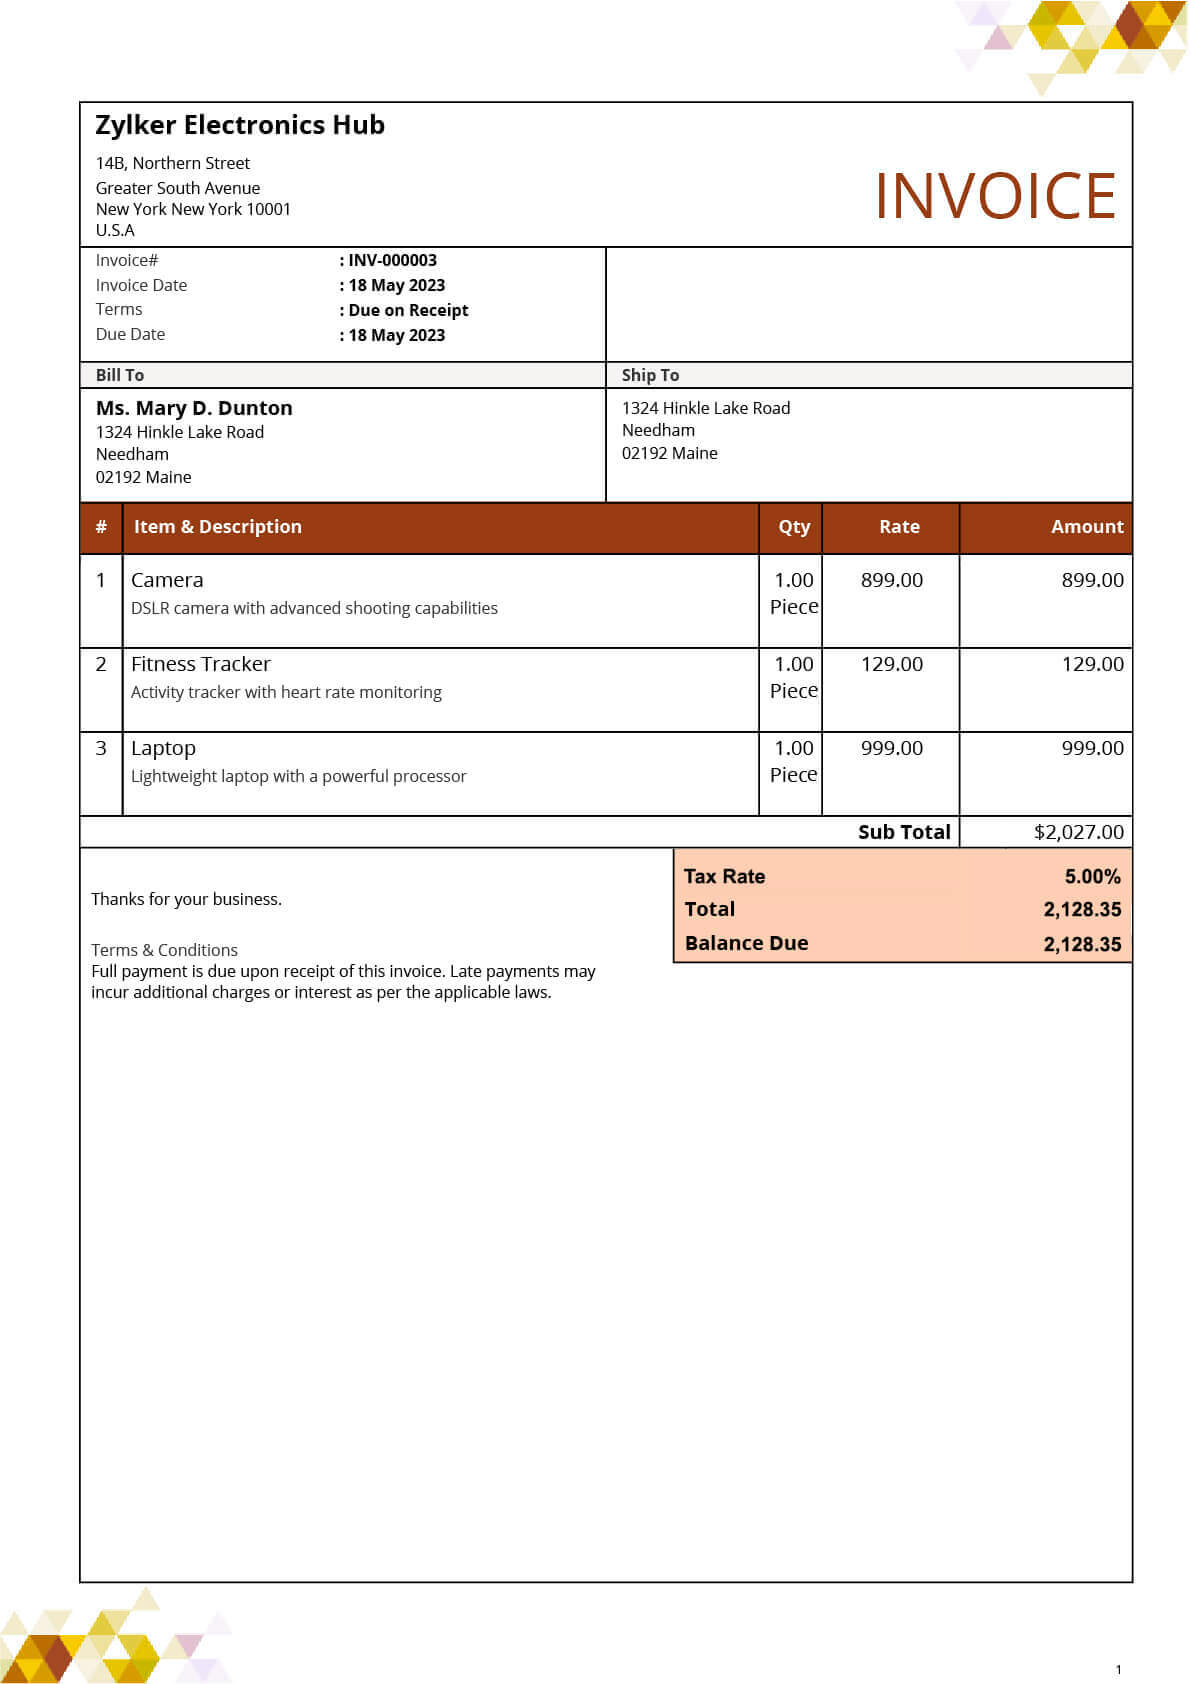 Zylker Electronics Hub
14B, Northern Street
Greater South Avenue
New York New York 10001
U.S.A
INVOICE
Invoice# : INV-000003
Invoice Date : 18 May 2023
Terms : Due on Receipt
Due Date : 18 May 2023
Bill To
Ms. Mary D. Dunton
1324 Hinkle Lake Road
Needham
02192 Maine
Ship To
1324 Hinkle Lake Road
Needham
02192 Maine
# Item & Description Qty Rate Amount
1 Camera 1.00 899.00 899.00
DSLR camera with advanced shooting capabilities Piece
2 Fitness Tracker 1.00 129.00 129.00
Activity tracker with heart rate monitoring Piece
3 Laptop 1.00 999.00 999.00
Lightweight laptop with a powerful processor Piece
Sub Total $2,027.00
Tax Rate 5.00%
Total 2,128.35
Balance Due 2,128.35
Thanks for your business.
Terms & Conditions
Full payment is due upon receipt of this invoice. Late payments may
incur additional charges or interest as per the applicable laws.
1